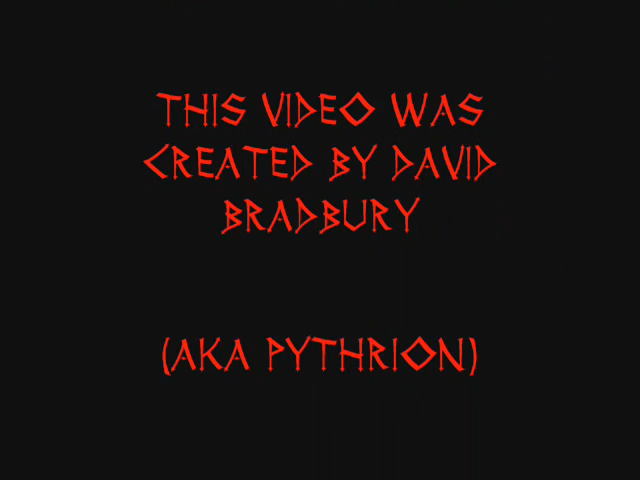 THIS VIDEO WAS
CREATED BY DAVID
BRADBURY
(AKA PYTHRION)